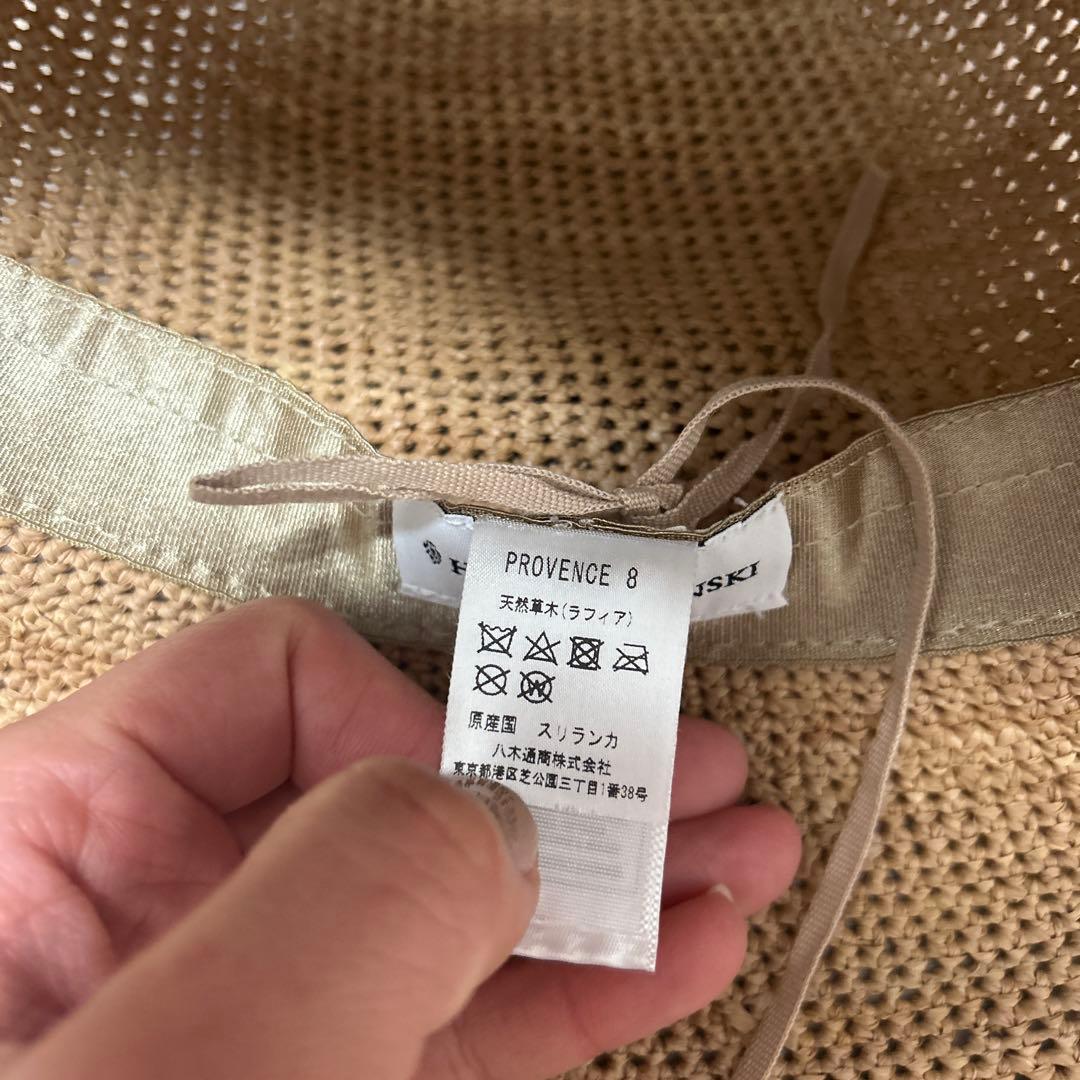 H NSKI
PROVENCE 8
天然草木(ラフィア)
原産国 スリランカ
八木通商株式会社
東京都港区芝公園三丁目1番38号